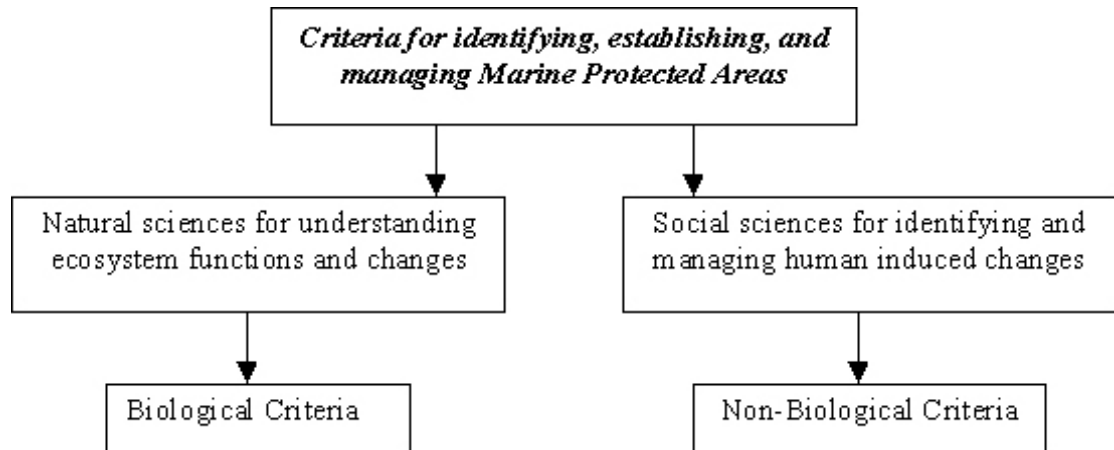 Criteria for identifying, establishing, and
managing Marine Protected Areas
Natural sciences for understanding
ecosystem functions and changes
Social sciences for identifying and
managing human induced changes
Biological Criteria
Non-Biological Criteria